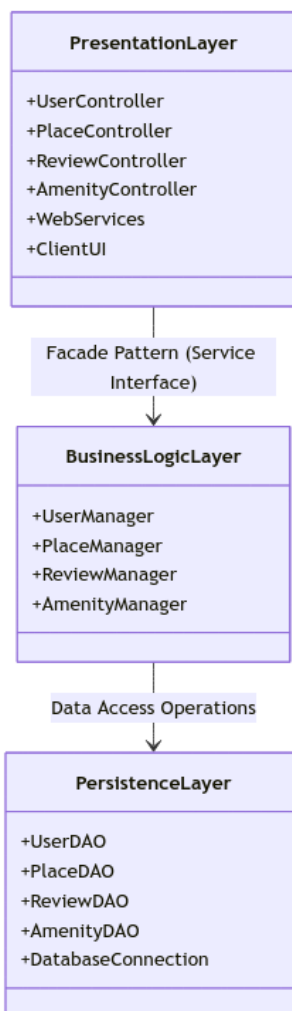 PresentationLayer
+UserController
+PlaceController
+ReviewController
+AmenityController
+WebServices
+ClientUI
Facade Pattern (Service
Interface)
BusinessLogicLayer
+UserManager
+PlaceManager
+ReviewManager
+AmenityManager
Data Access Operations
PersistenceLayer
+UserDAO
+PlaceDAO
+ReviewDAO
+AmenityDAO
+DatabaseConnection